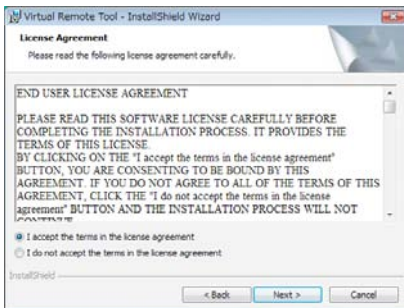 Virtual Remote Tool - InstallShield Wizard
License Agreement
Please read the following license agreement carefully.
END USER LICENSE AGREEMENT
PLEASE READ THIS SOFTWARE LICENSE CAREFULLY BEFORE
COMPLETING THE INSTALLATION PROCESS. IT PROVIDES THE
TERMS OF THIS LICENSE.
BY CLICKING ON THE "I accept the terms in the license agreement"
BUTTON, YOU ARE CONSENTING TO BE BOUND BY THIS
AGREEMENT. IF YOU DO NOT AGREE TO ALL OF THE TERMS OF THIS
AGREEMENT, CLICK THE "I do not accept the terms in the license
agreement" BUTTON AND THE INSTALLATION PROCESS WILL NOT
CONTINUE
I accept the terms in the license agreement
I do not accept the terms in the license agreement
InstallShield
< Back
Next >
Cancel